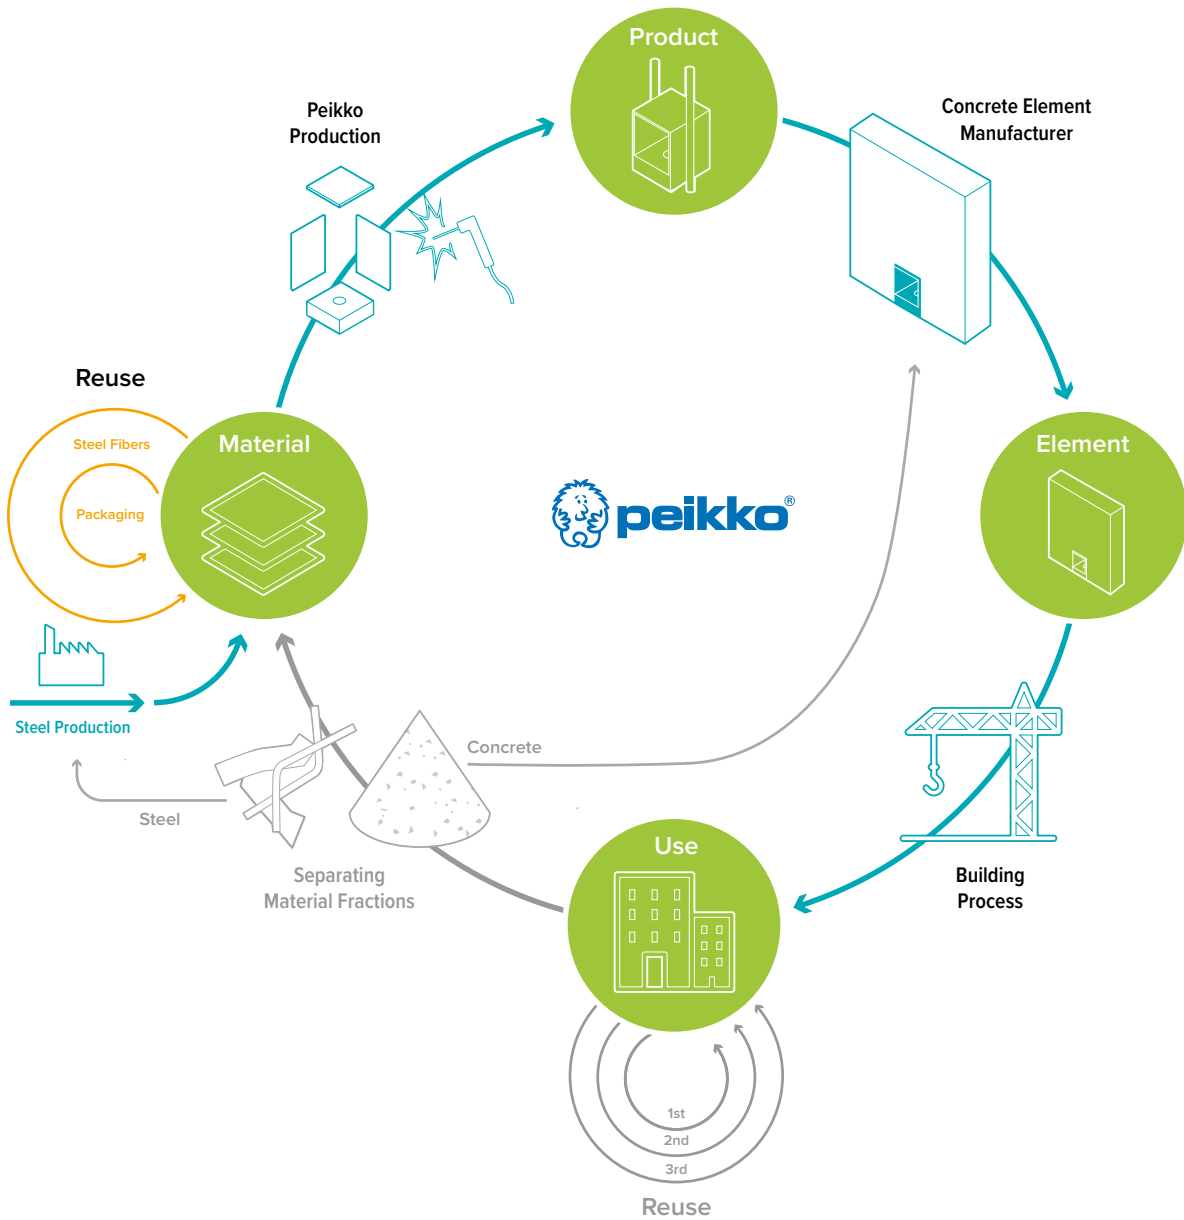 Product
Peikko
Production
Concrete Element
Manufacturer
Reuse
Steel Fibers
Packaging
Material
Element
peikko®
Steel Production
Steel
Concrete
Separating
Material Fractions
Use
Building
Process
1st
2nd
3rd
Reuse